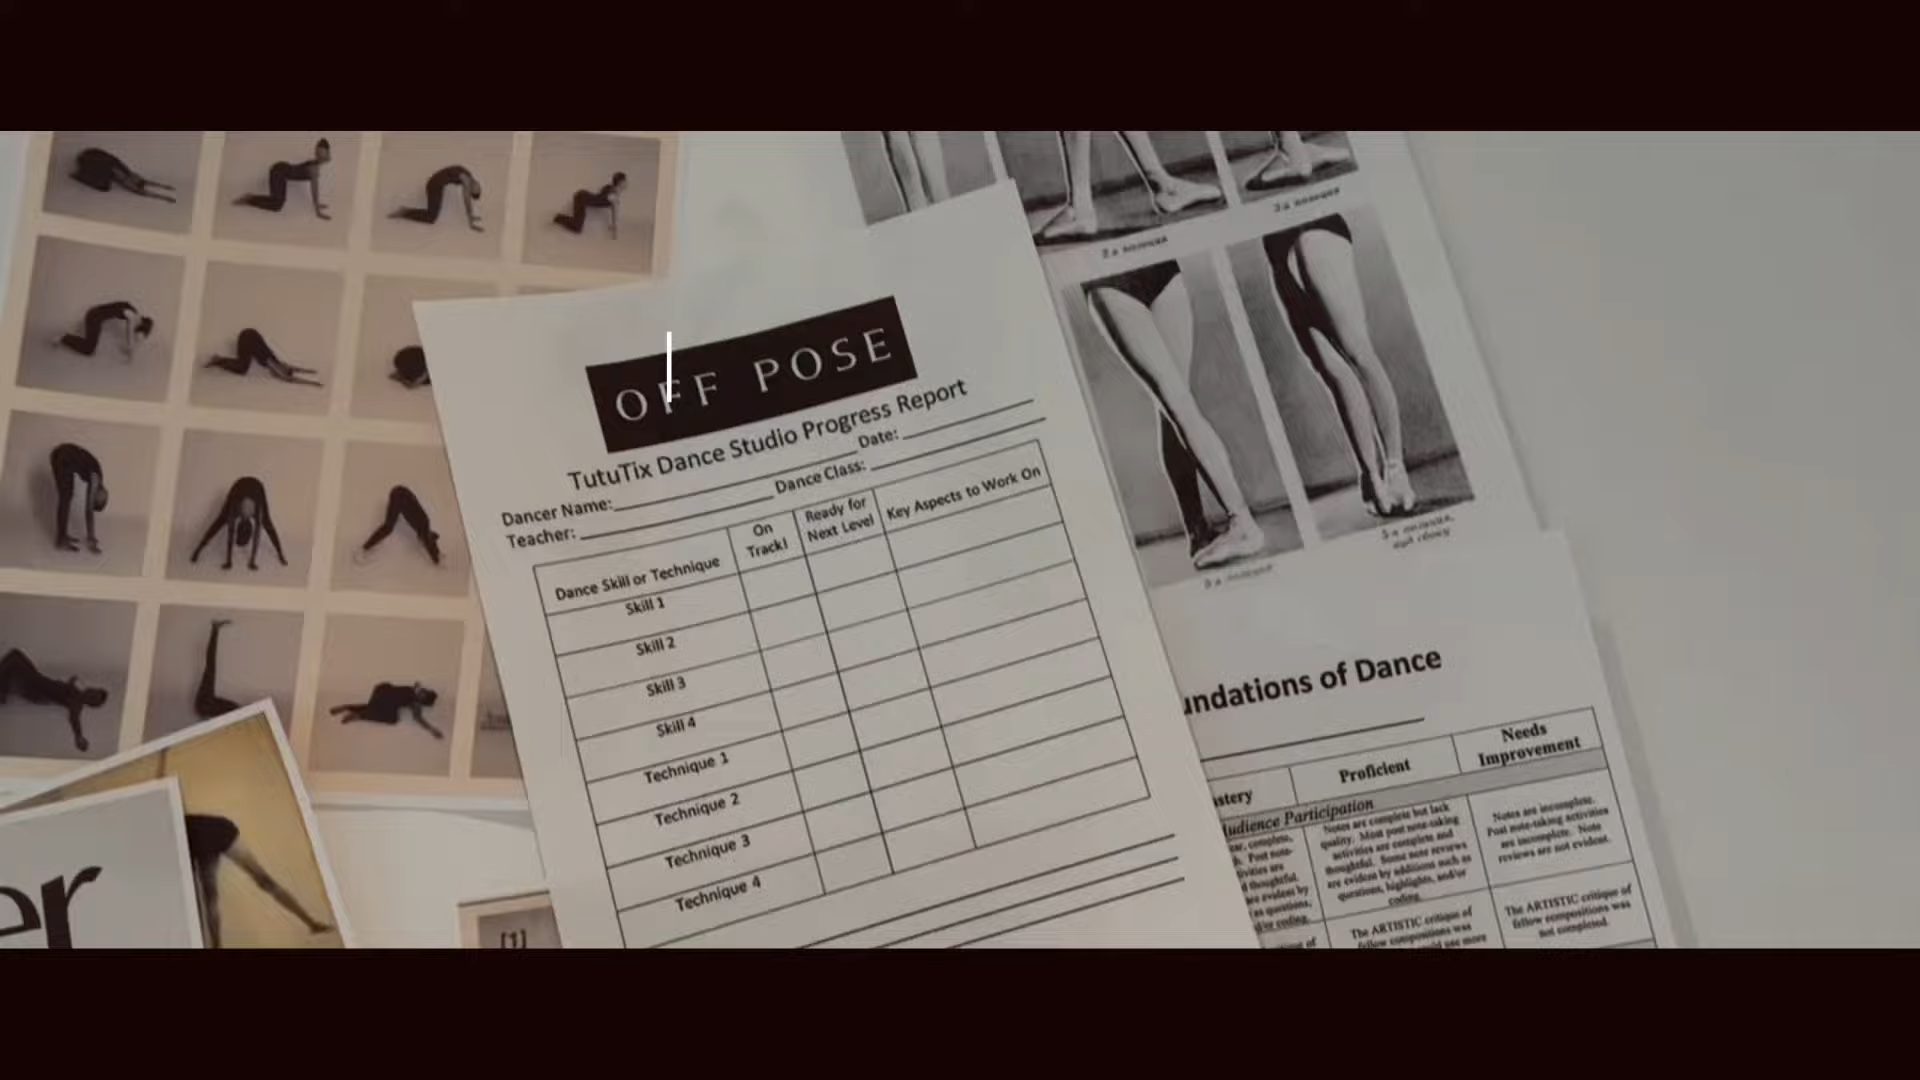 OFF POSE
TutuTix Dance Studio Progress Report
Dancer Name: Date:
Teacher: Dance Class:
Dance Skill or Technique On Track! Ready for Next Level Key Aspects to Work On
Skill 1
Skill 2
Skill 3
Skill 4
Technique 1
Technique 2
Technique 3
Technique 4
undations of Dance
stery Proficient Needs Improvement
udience Participation
Notes are complete but lack
quality. Most post note-taking
activities are complete and
thoughtful. Some note reviews
are evident by additions such as
questions, highlights, and/or
coding.
Notes are incomplete.
Post note-taking activities
are incomplete. Note
reviews are not evident.
The ARTISTIC critique of
fellow compositions was
The ARTISTIC critique of
fellow compositions was
not completed.
er
[1]